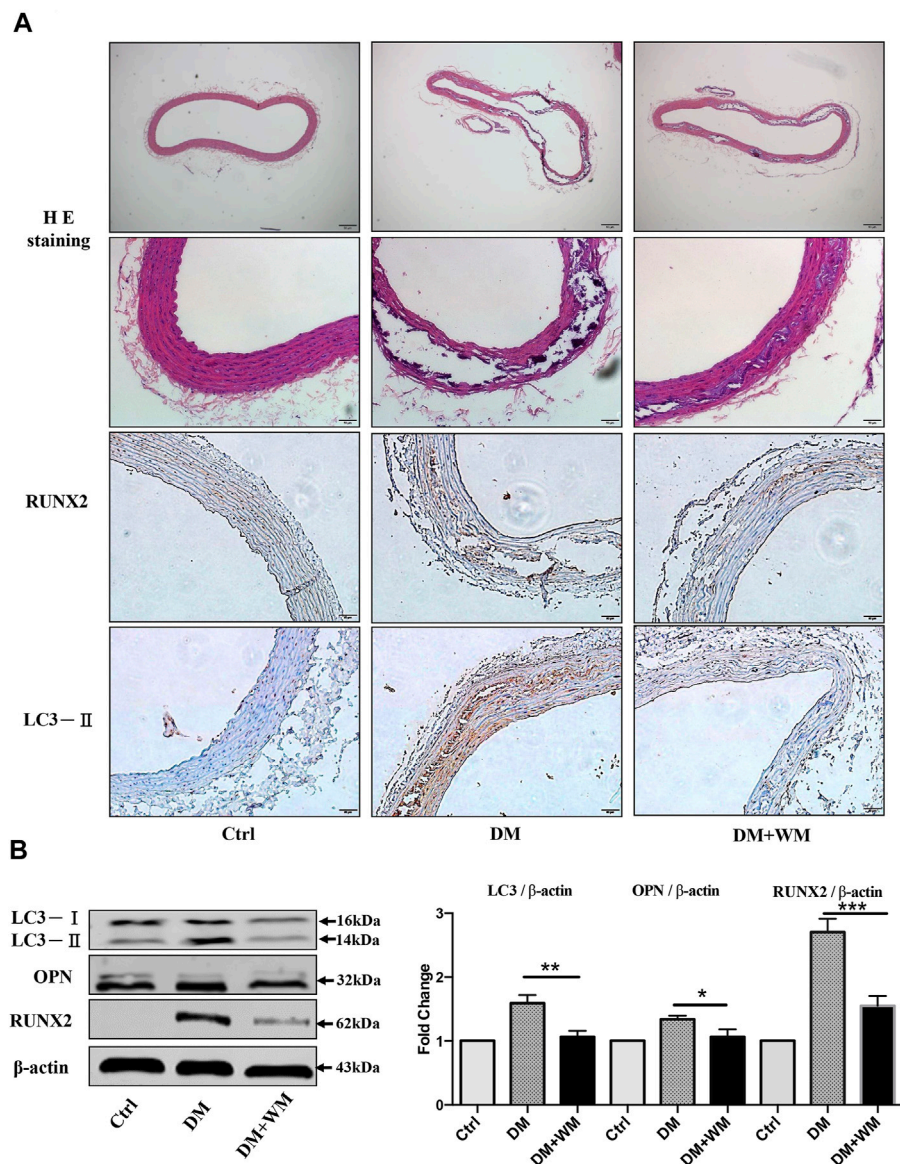 A
H E
staining
RUNX2
LC3－Ⅱ
Ctrl
DM
DM+WM
B
LC3－Ⅰ
16kDa
LC3－Ⅱ
14kDa
OPN
32kDa
RUNX2
62kDa
β-actin
43kDa
Ctrl
DM
DM+WM
LC3 / β-actin
OPN / β-actin
RUNX2 / β-actin
Fold Change
3
2
1
0
**
*
***
Ctrl
DM
DM+WM
Ctrl
DM
DM+WM
Ctrl
DM
DM+WM